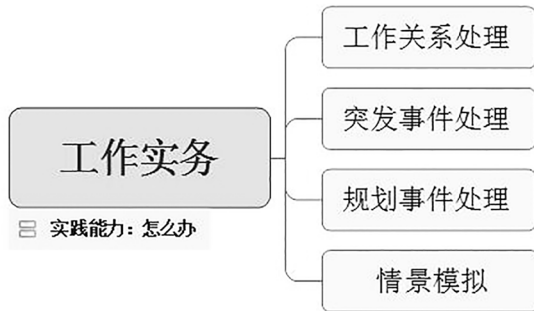 工作实务
实践能力：怎么办
工作关系处理
突发事件处理
规划事件处理
情景模拟